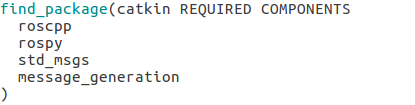 find_package(catkin REQUIRED COMPONENTS
  roscpp
  rospy
  std_msgs
  message_generation
)